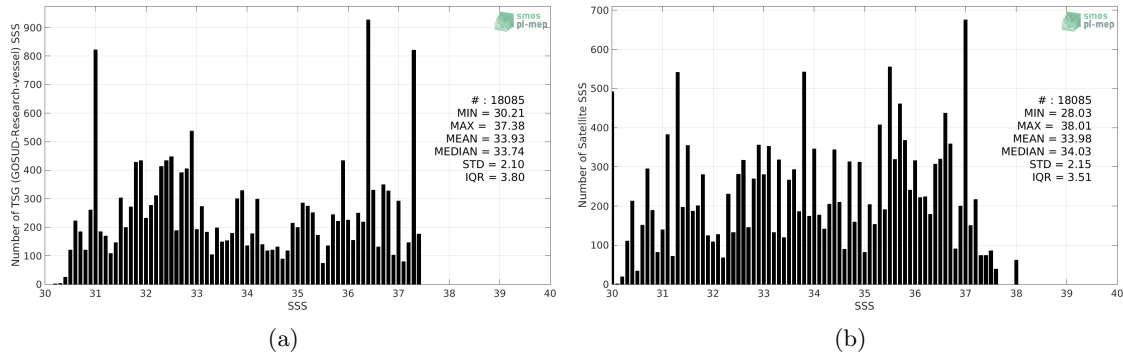 Number of TSG (GOSUD-Research-vessel) SSS
900
800
700
600
500
400
300
200
100
0
30 31 32 33 34 35 36 37 38 39 40
SSS
smos
pi-mep
# : 18085
MIN = 30.21
MAX = 37.38
MEAN = 33.93
MEDIAN = 33.74
STD = 2.10
IQR = 3.80
(a)
Number of Satellite SSS
700
600
500
400
300
200
100
0
30 31 32 33 34 35 36 37 38 39 40
SSS
smos
pi-mep
# : 18085
MIN = 28.03
MAX = 38.01
MEAN = 33.98
MEDIAN = 34.03
STD = 2.15
IQR = 3.51
(b)